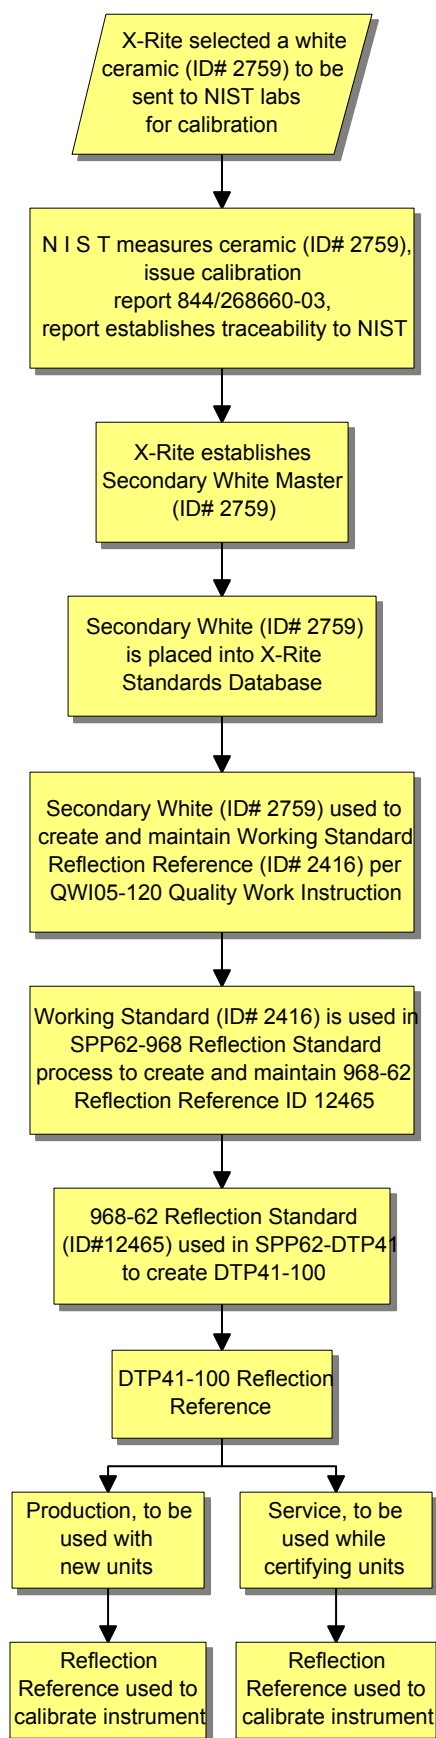 X-Rite selected a white
ceramic (ID# 2759) to be
sent to NIST labs
for calibration
N I S T measures ceramic (ID# 2759),
issue calibration
report 844/268660-03,
report establishes traceability to NIST
X-Rite establishes
Secondary White Master
(ID# 2759)
Secondary White (ID# 2759)
is placed into X-Rite
Standards Database
Secondary White (ID# 2759) used to
create and maintain Working Standard
Reflection Reference (ID# 2416) per
QWI05-120 Quality Work Instruction
Working Standard (ID# 2416) is used in
SPP62-968 Reflection Standard
process to create and maintain 968-62
Reflection Reference ID 12465
968-62 Reflection Standard
(ID#12465) used in SPP62-DTP41
to create DTP41-100
DTP41-100 Reflection
Reference
Production, to be
used with
new units
Service, to be
used while
certifying units
Reflection
Reference used to
calibrate instrument
Reflection
Reference used to
calibrate instrument